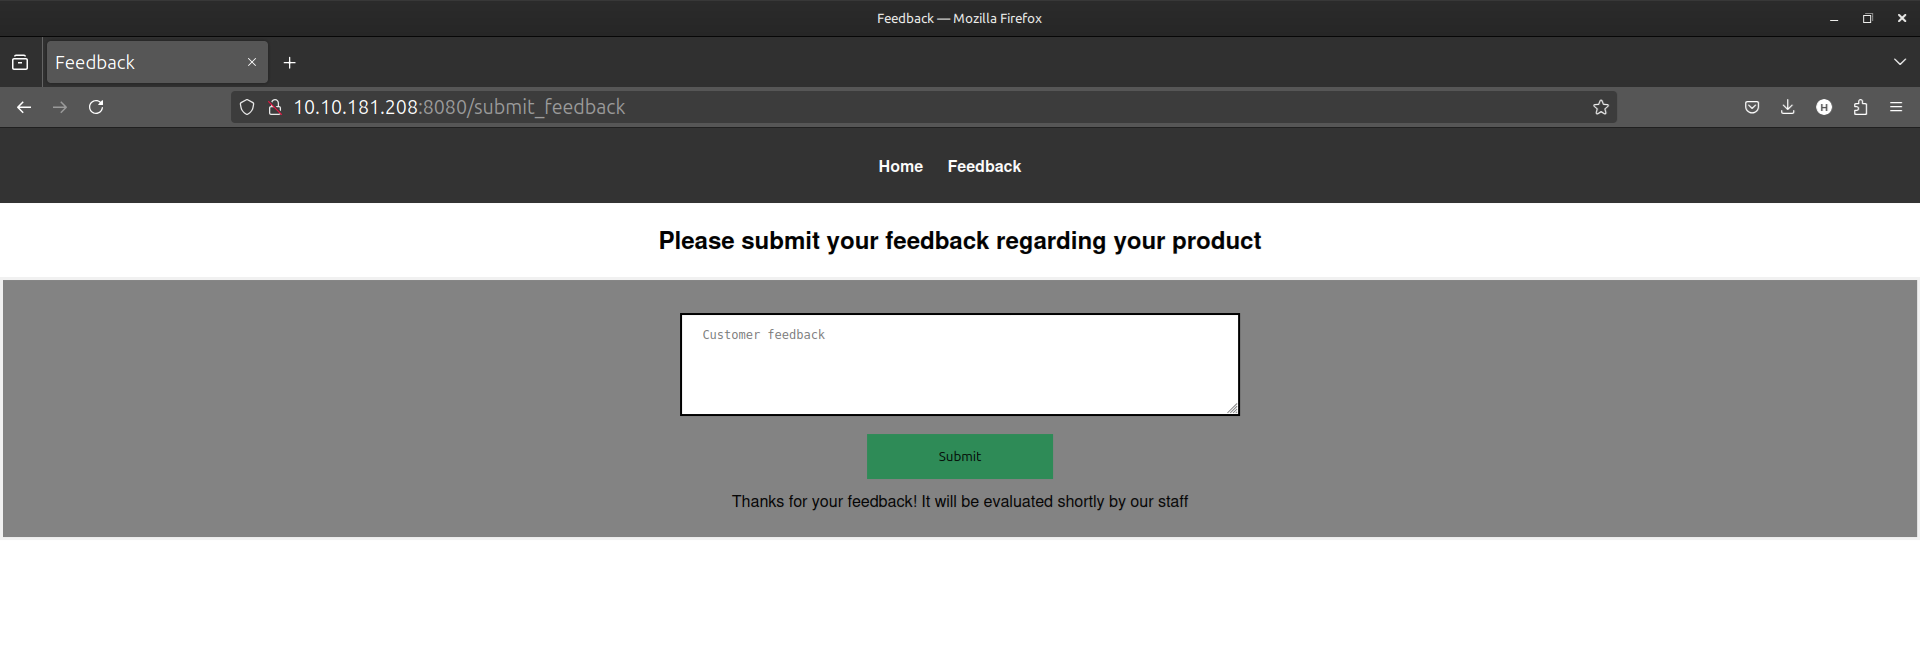 Feedback — Mozilla Firefox
Feedback
10.10.181.208:8080/submit_feedback
H
Home Feedback
Please submit your feedback regarding your product
Customer feedback
Submit
Thanks for your feedback! It will be evaluated shortly by our staff